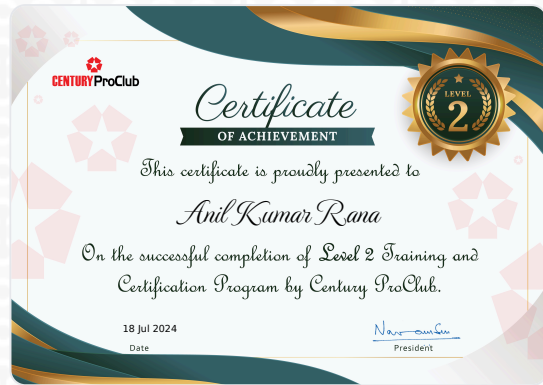 CENTURY ProClub
LEVEL
2
Certificate
OF ACHIEVEMENT
This certificate is proudly presented to
Anil Kumar Rana
On the successful completion of Level 2 Training and
Certification Program by Century ProClub.
18 Jul 2024
Date
President